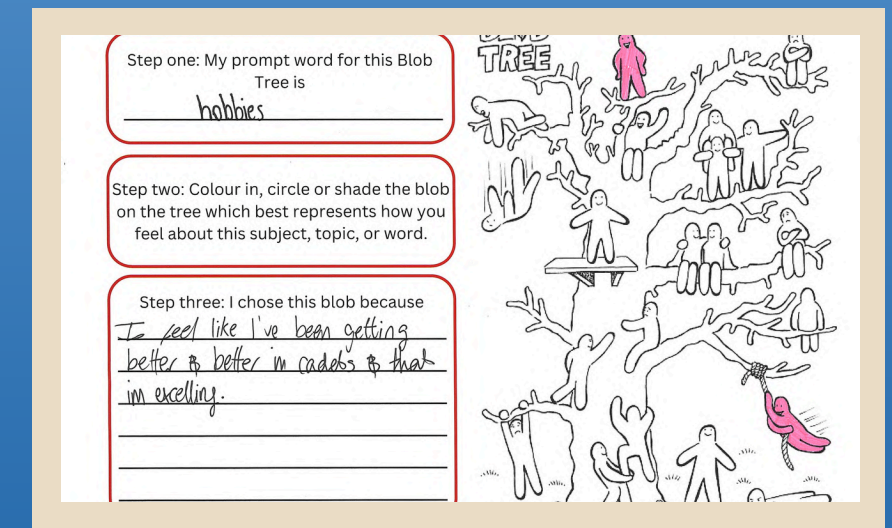 Step one: My prompt word for this Blob
Tree is
hobbies
Step two: Colour in, circle or shade the blob
on the tree which best represents how you
feel about this subject, topic, or word.
Step three: I chose this blob because
I feel like I've been getting
better & better in cadets & that
im excelling.
TREE